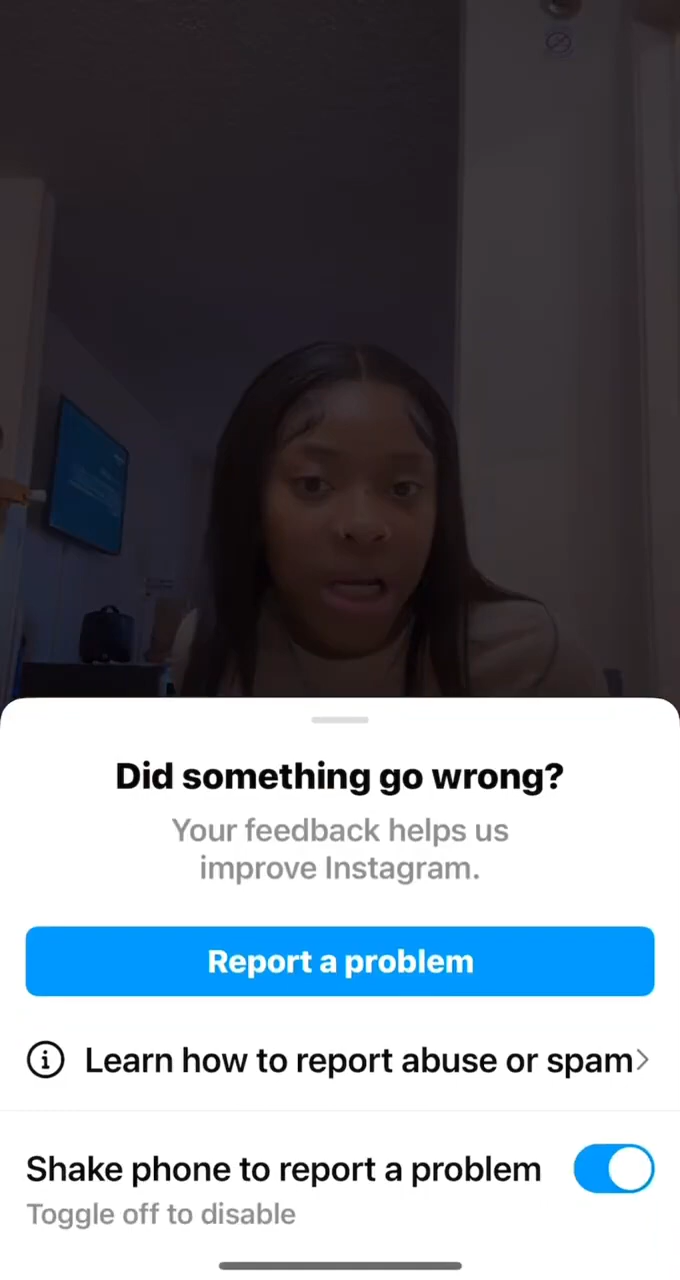 Did something go wrong?
Your feedback helps us
improve Instagram.
Report a problem
Learn how to report abuse or spam
Shake phone to report a problem
Toggle off to disable